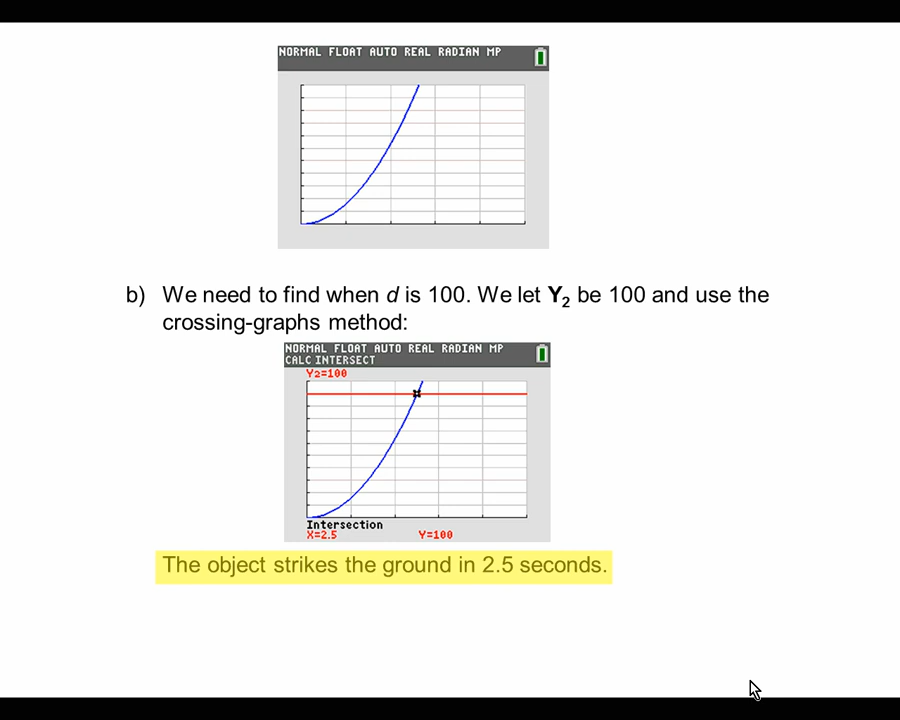 NORMAL FLOAT AUTO REAL RADIAN MP
b) We need to find when d is 100. We let Y₂ be 100 and use the
crossing-graphs method:
NORMAL FLOAT AUTO REAL RADIAN MP
CALC INTERSECT
Y₂=100
Intersection
X=2.5 Y=100
The object strikes the ground in 2.5 seconds.